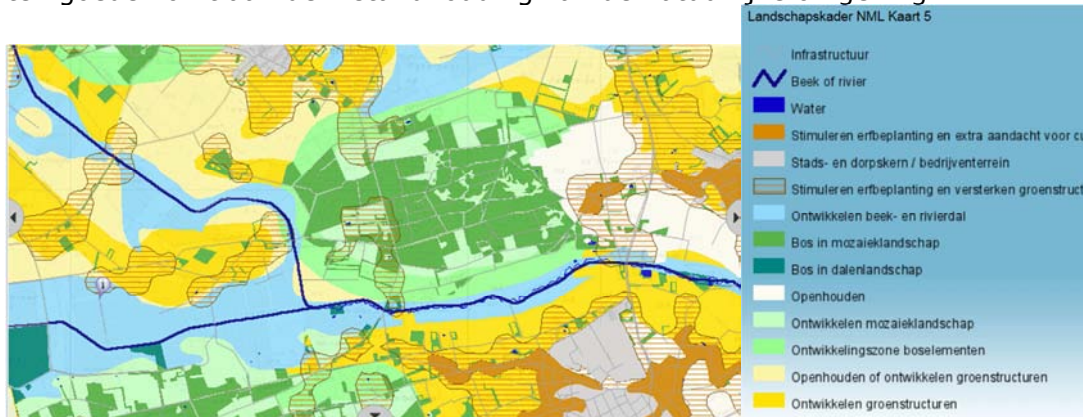 Landschapskader NML Kaart 5
Infrastructuur
Beek of rivier
Water
Stimuleren erfbeplanting en extra aandacht voor
Stads- en dorpskern / bedrijventerrein
Stimuleren erfbeplanting en versterken
Ontwikkelen beek- en rivierdal
Bos in mozaieklandschap
Bos in dalenlandschap
Openhouden
Ontwikkelen mozaieklandschap
Ontwikkelingszone boselementen
Openhouden of ontwikkelen groenstructuren
Ontwikkelen groenstructuren